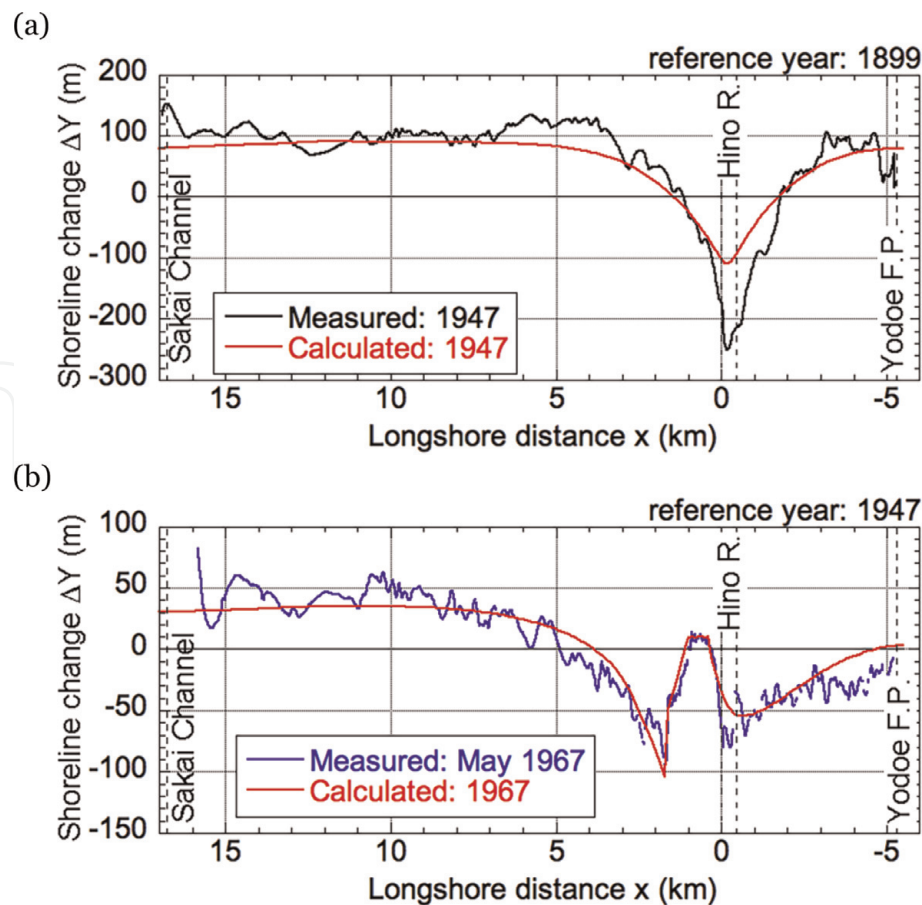 (a)
reference year: 1899
Shoreline change ΔY (m)
200
100
0
-100
-200
-300
Sakai Channel
Hino R.
Yodoe F.P.
Measured: 1947
Calculated: 1947
15 10 5 0 -5
Longshore distance x (km)
(b)
reference year: 1947
Shoreline change ΔY (m)
100
50
0
-50
-100
-150
Sakai Channel
Hino R.
Yodoe F.P.
Measured: May 1967
Calculated: 1967
15 10 5 0 -5
Longshore distance x (km)